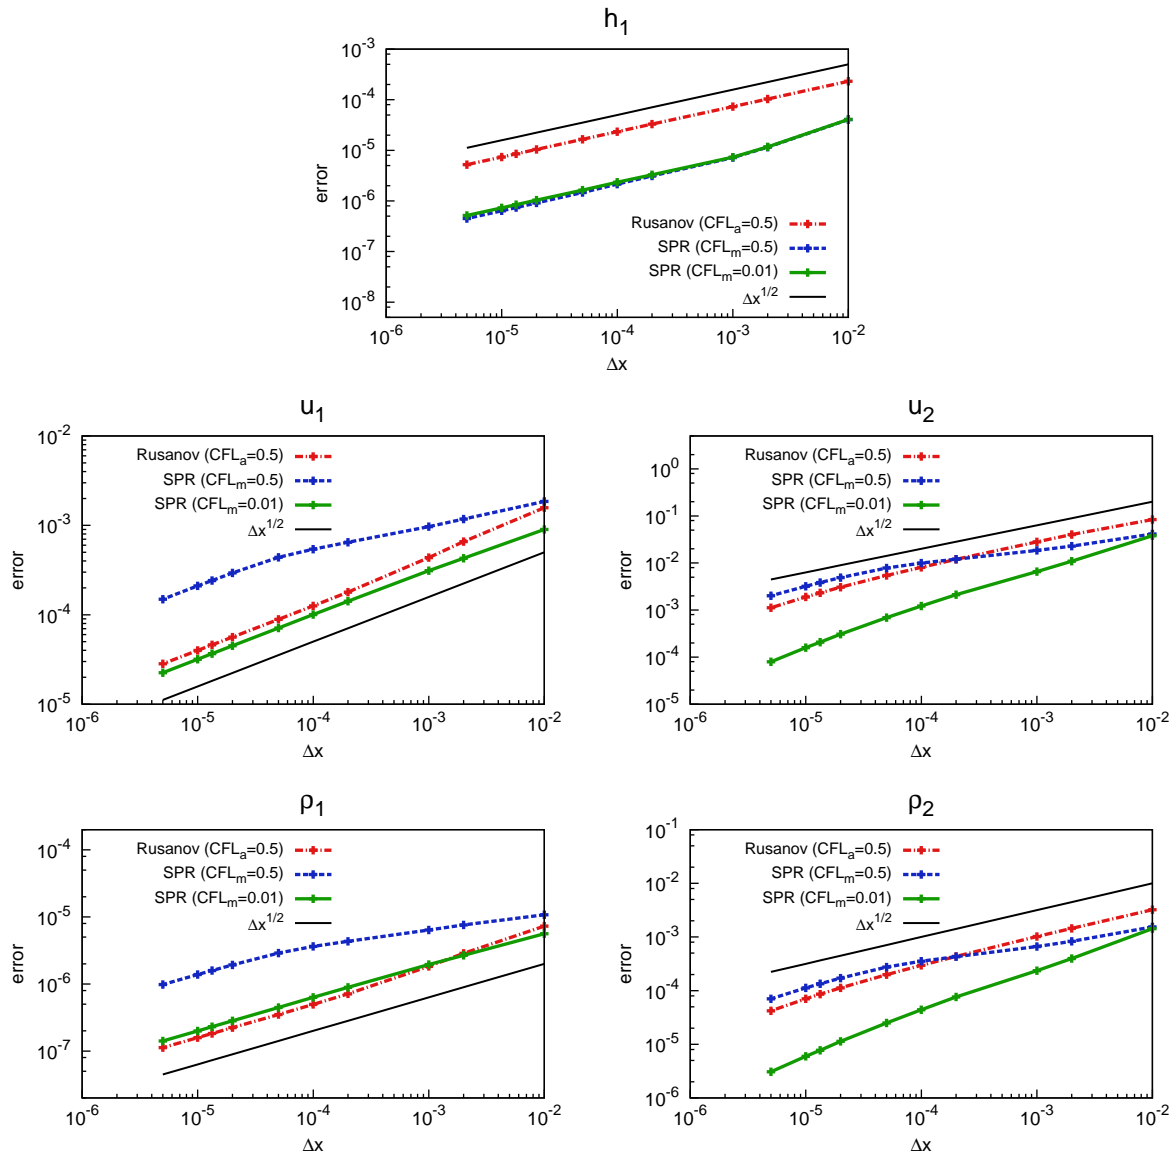 h1
10-3
10-4
10-5
10-6
10-7
10-8
error
Rusanov (CFLa=0.5)
SPR (CFLm=0.5)
SPR (CFLm=0.01)
Δx1/2
10-6 10-5 10-4 10-3 10-2
Δx
u1
10-2
10-3
10-4
10-5
error
Rusanov (CFLa=0.5)
SPR (CFLm=0.5)
SPR (CFLm=0.01)
Δx1/2
10-6 10-5 10-4 10-3 10-2
Δx
u2
100
10-1
10-2
10-3
10-4
10-5
error
Rusanov (CFLa=0.5)
SPR (CFLm=0.5)
SPR (CFLm=0.01)
Δx1/2
10-6 10-5 10-4 10-3 10-2
Δx
ρ1
10-4
10-5
10-6
10-7
error
Rusanov (CFLa=0.5)
SPR (CFLm=0.5)
SPR (CFLm=0.01)
Δx1/2
10-6 10-5 10-4 10-3 10-2
Δx
ρ2
10-1
10-2
10-3
10-4
10-5
10-6
error
Rusanov (CFLa=0.5)
SPR (CFLm=0.5)
SPR (CFLm=0.01)
Δx1/2
10-6 10-5 10-4 10-3 10-2
Δx